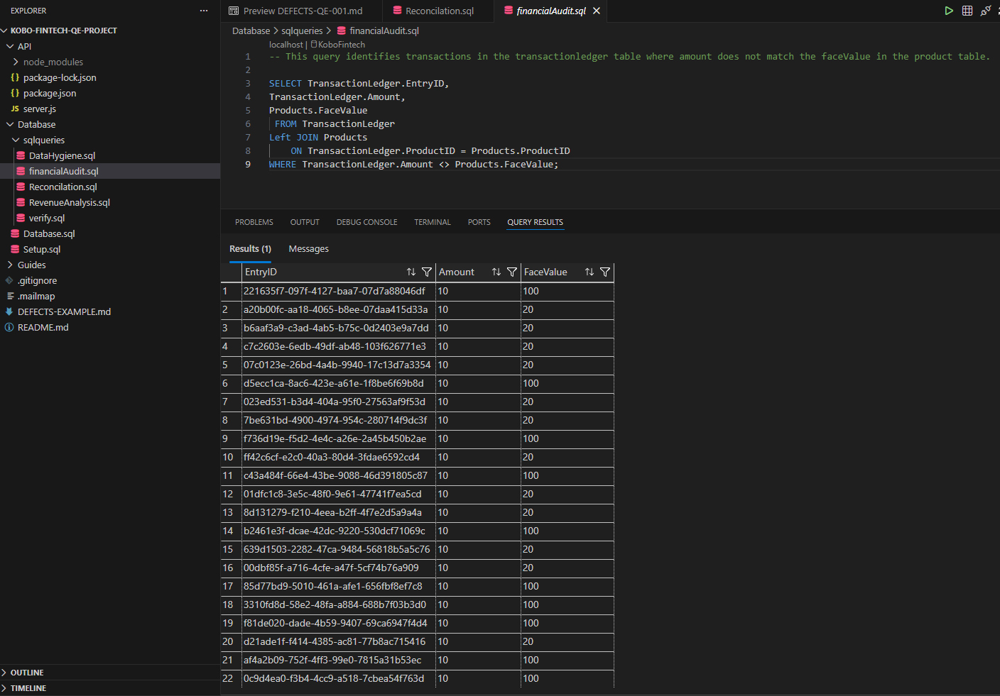 EXPLORER
KOBO-FINTECH-QE-PROJECT
API
node_modules
package-lock.json
package.json
JS server.js
Database
sqlqueries
DataHygiene.sql
financialAudit.sql
Reconcilation.sql
RevenueAnalysis.sql
verify.sql
Database.sql
Setup.sql
Guides
.gitignore
.mailmap
DEFECTS-EXAMPLE.md
README.md
OUTLINE
TIMELINE
Preview DEFECTS-QE-001.md
Reconcilation.sql
financialAudit.sql
Database > sqlqueries > financialAudit.sql
localhost | KoboFintech
1 -- This query identifies transactions in the transactionledger table where amount does not match the faceValue in the product table.
2
3 SELECT TransactionLedger.EntryID,
4 TransactionLedger.Amount,
5 Products.FaceValue
6 FROM TransactionLedger
7 Left JOIN Products
8 ON TransactionLedger.ProductID = Products.ProductID
9 WHERE TransactionLedger.Amount <> Products.FaceValue;
PROBLEMS OUTPUT DEBUG CONSOLE TERMINAL PORTS QUERY RESULTS
Results (1) Messages
EntryID Amount FaceValue
1 221635f7-097f-4127-baa7-07d7a88046df 10 100
2 a20b00fc-aa18-4065-b8ee-07daa415d33a 10 20
3 b6aaf3a9-c3ad-4ab5-b75c-0d2403e9a7dd 10 20
4 c7c2603e-6edb-49df-ab48-103f626771e3 10 20
5 07c0123e-26bd-4a4b-9940-17c13d7a3354 10 20
6 d5ecc1ca-8ac6-423e-a61e-1f8be6f69b8d 10 100
7 023ed531-b3d4-404a-95f0-27563af9f53d 10 20
8 7be631bd-4900-4974-954c-280714f9dc3f 10 20
9 f736d19e-f5d2-4e4c-a26e-2a45b450b2ae 10 100
10 ff42c6cf-e2c0-40a3-80d4-3fdae6592cd4 10 20
11 c43a484f-66e4-43be-9088-46d391805c87 10 100
12 01dfc1c8-3e5c-48f0-9e61-47741f7ea5cd 10 20
13 8d131279-f210-4eea-b2ff-4f7e2d5a9a4a 10 20
14 b2461e3f-dcae-42dc-9220-530dcf71069c 10 100
15 639d1503-2282-47ca-9484-56818b5a5c76 10 20
16 00dbf85f-a716-4cfe-a47f-5cf74b76a909 10 20
17 85d77bd9-5010-461a-afe1-656fbf8ef7c8 10 100
18 3310fd8d-58e2-48fa-a884-688b7f03b3d0 10 100
19 f81de020-dade-4b59-9407-69ca6947f4d4 10 100
20 d21ade1f-f414-4385-ac81-77b8ac715416 10 20
21 af4a2b09-752f-4ff3-99e0-7815a31b53ec 10 100
22 0c9d4ea0-f3b4-4cc9-a518-7cbea54f763d 10 100